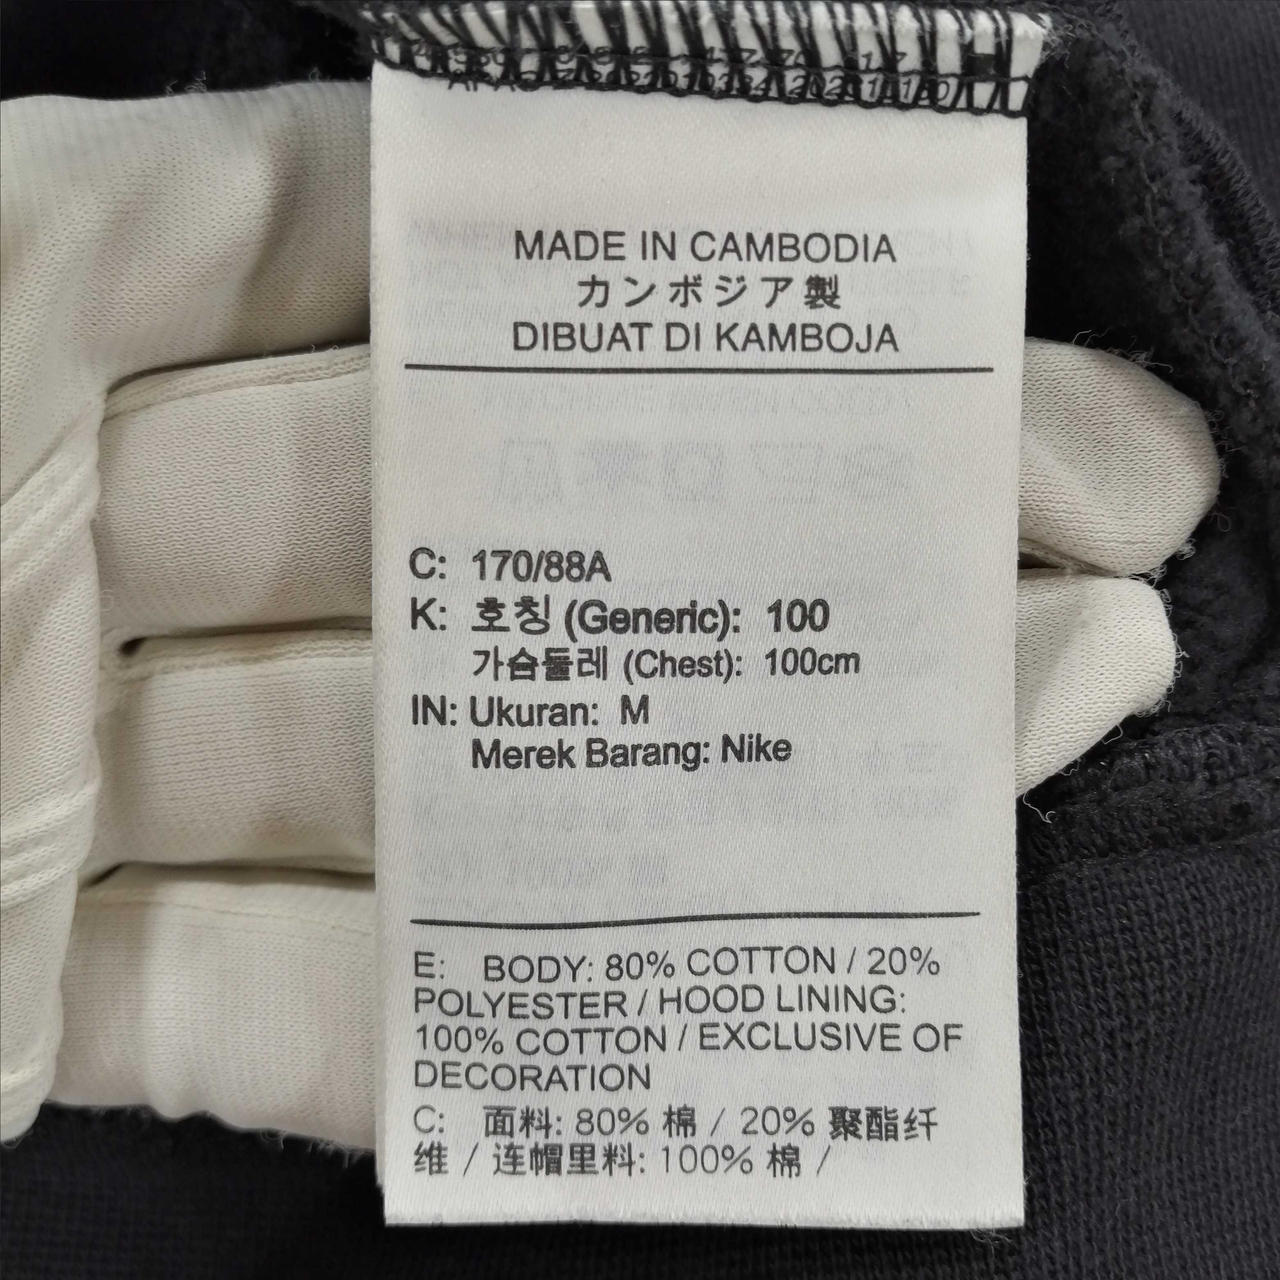 MADE IN CAMBODIA
カンボジア製
DIBUAT DI KAMBOJA
C: 170/88A
K: 호칭 (Generic): 100
가슴둘레 (Chest): 100cm
IN: Ukuran: M
Merek Barang: Nike
E: BODY: 80% COTTON / 20%
POLYESTER / HOOD LINING:
100% COTTON / EXCLUSIVE OF
DECORATION
C: 面料: 80% 棉 / 20% 聚酯纤
维 / 连帽里料: 100% 棉 /